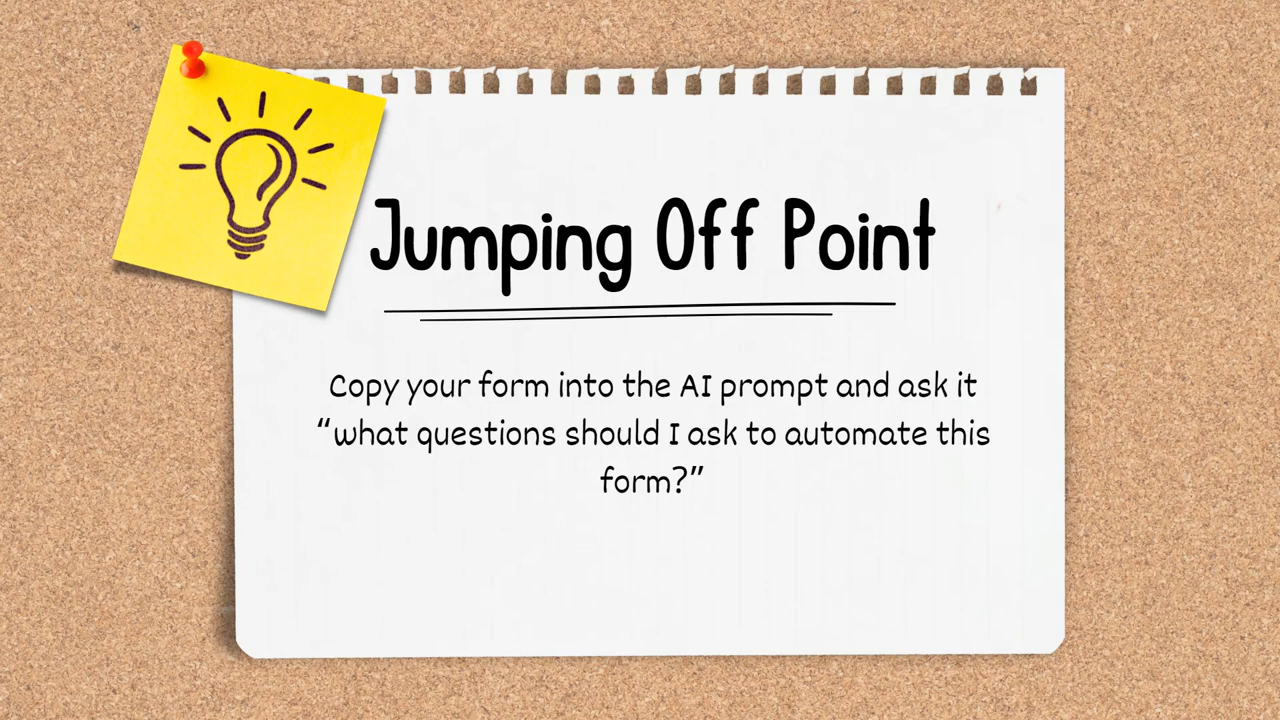 Jumping Off Point
Copy your form into the AI prompt and ask it
“what questions should I ask to automate this
form?”